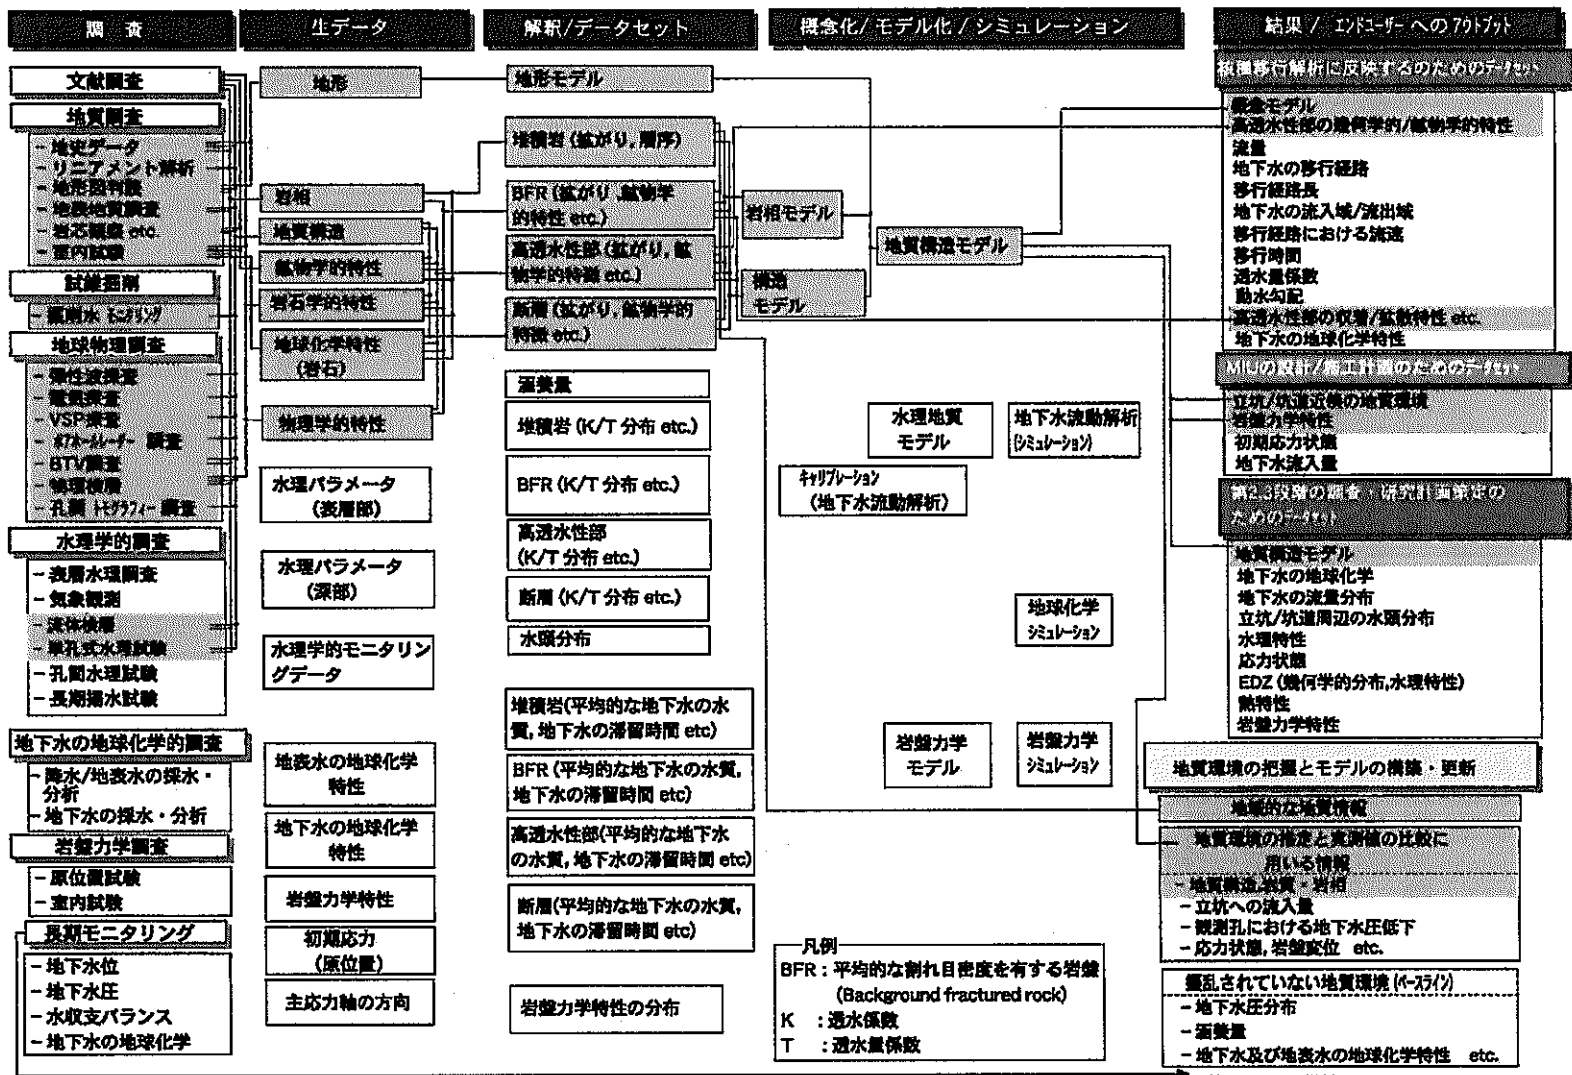 調 査
生データ
解釈/データセット
概念化/モデル化/シミュレーション
結果 / エンドユーザーへのアウトプット
文献調査
地質調査
- 地史データ
- リニアメント解析
- 地形図判読
- 地表地質調査
- 岩芯観察 etc.
- 室内試験
試錐掘削
- 掘削水 モニタリング
地球物理調査
- 弾性波探査
- 電気探査
- VSP探査
- ボアホールレーダー 調査
- BTV調査
- 物理検層
- 孔間 トモグラフィー 調査
水理学的調査
- 表層水理調査
- 気象観測
- 流体検層
- 単孔式水理試験
- 孔間水理試験
- 長期揚水試験
地下水の地球化学的調査
- 降水/地表水の採水・
分析
- 地下水の採水・分析
岩盤力学調査
- 原位置試験
- 室内試験
長期モニタリング
- 地下水位
- 地下水圧
- 水収支バランス
- 地下水の地球化学
地形
岩相
地質構造
鉱物学的特性
岩石学的特性
地球化学特性
(岩石)
物理学的特性
水理パラメータ
(表層部)
水理パラメータ
(深部)
水理学的モニタリン
グデータ
地表水の地球化学
特性
地下水の地球化学
特性
岩盤力学特性
初期応力
(原位置)
主応力軸の方向
地形モデル
堆積岩 (拡がり, 層序)
BFR (拡がり, 鉱物学
的特性 etc.)
高透水性部 (拡がり, 鉱
物学的特徴 etc.)
断層 (拡がり, 鉱物学的
特徴 etc.)
涵養量
堆積岩 (K/T 分布 etc.)
BFR (K/T 分布 etc.)
高透水性部
(K/T 分布 etc.)
断層 (K/T 分布 etc.)
水頭分布
堆積岩(平均的な地下水の水
質, 地下水の滞留時間 etc)
BFR (平均的な地下水の水質,
地下水の滞留時間 etc)
高透水性部(平均的な地下水
の水質, 地下水の滞留時間 etc)
断層 (平均的な地下水の水質,
地下水の滞留時間 etc)
岩盤力学特性の分布
岩相モデル
構造
モデル
地質構造モデル
水理地質
モデル
地下水流動解析
(シミュレーション)
キャリブレーション
(地下水流動解析)
地球化学
シミュレーション
岩盤力学
モデル
岩盤力学
シミュレーション
凡例
BFR : 平均的な割れ目密度を有する岩盤
(Background fractured rock)
K : 透水係数
T : 透水量係数
核種移行解析に反映するのためのデータセット
概念モデル
高透水性部の幾何学的/鉱物学的特性
流量
地下水の移行経路
移行経路長
地下水の流入域/流出域
移行経路における流速
移行時間
透水量係数
動水勾配
高透水性部の収着/拡散特性 etc.
地下水の地球化学特性
MIUの設計/施工計画のためのデータセット
立坑/坑道近傍の地質環境
岩盤力学特性
初期応力状態
地下水流入量
第2,3段階の調査・研究計画策定の
ためのデータセット
地質構造モデル
地下水の地球化学
地下水の流量分布
立坑/坑道周辺の水頭分布
水理特性
応力状態
EDZ (幾何学的分布,水理特性)
熱特性
岩盤力学特性
地質環境の把握とモデルの構築・更新
地域的な地質情報
地質環境の推定と実測値の比較に
用いる情報
- 地質構造,岩質・岩相
- 立坑への流入量
- 観測孔における地下水圧低下
- 応力状態, 岩盤変位 etc.
擾乱されていない地質環境 (ベースライン)
- 地下水圧分布
- 涵養量
- 地下水及び地表水の地球化学特性 etc.